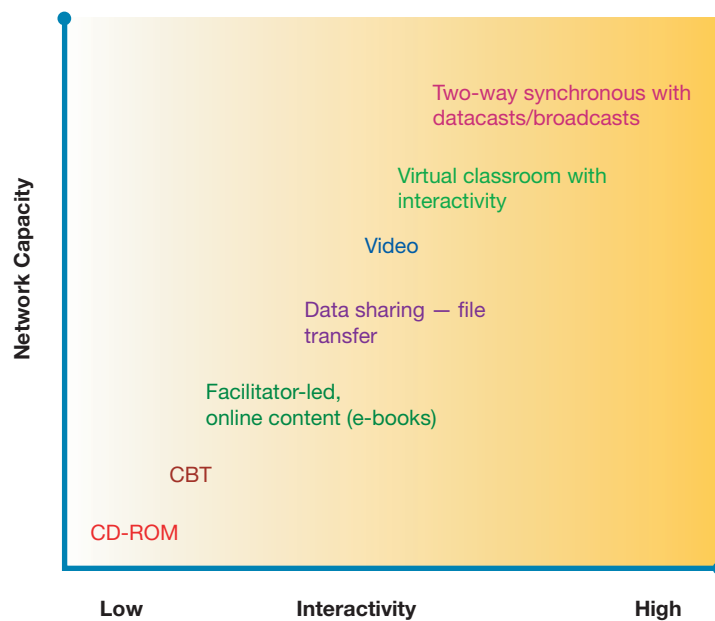 Two-way synchronous with
datacasts/broadcasts
Virtual classroom with
interactivity
Video
Data sharing — file
transfer
Facilitator-led,
online content (e-books)
CBT
CD-ROM
Network Capacity
Low
Interactivity
High